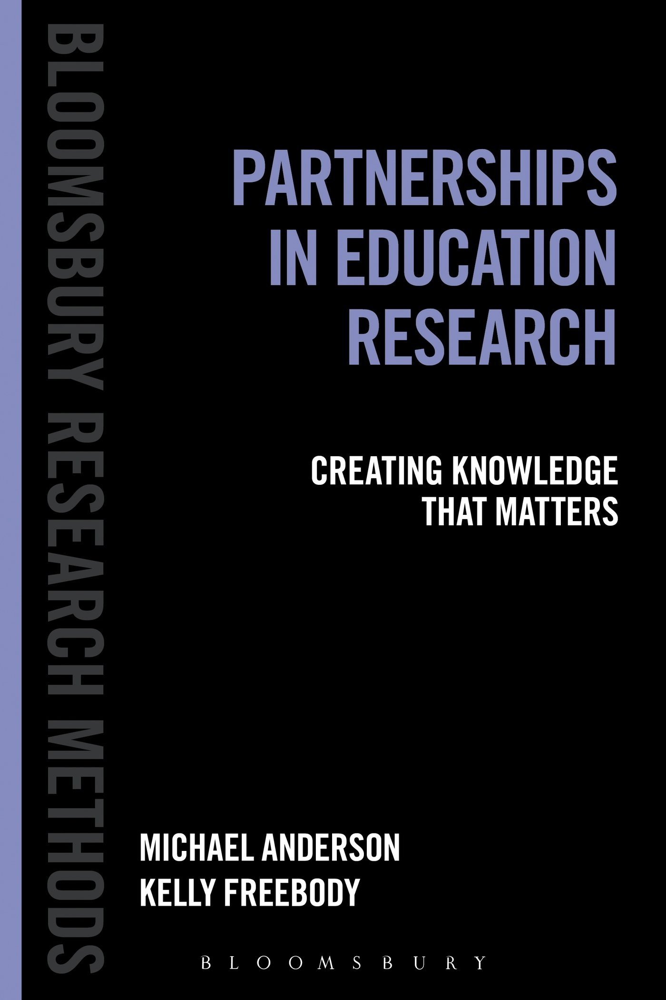 BLOOMSBURY RESEARCH METHODS
PARTNERSHIPS
IN EDUCATION
RESEARCH
CREATING KNOWLEDGE
THAT MATTERS
MICHAEL ANDERSON
KELLY FREEBODY
BLOOMSBURY